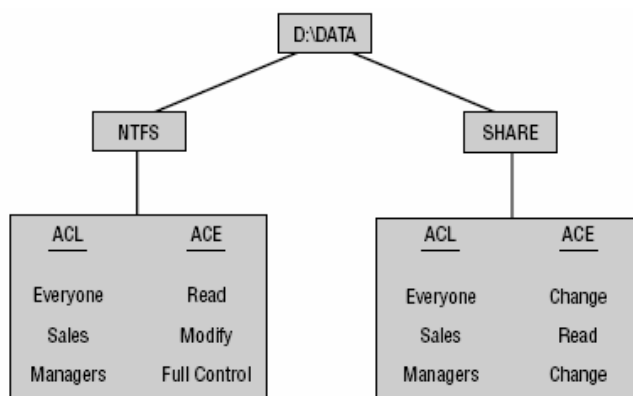 D:\DATA
NTFS
SHARE
ACL ACE
Everyone Read
Sales Modify
Managers Full Control
ACL ACE
Everyone Change
Sales Read
Managers Change